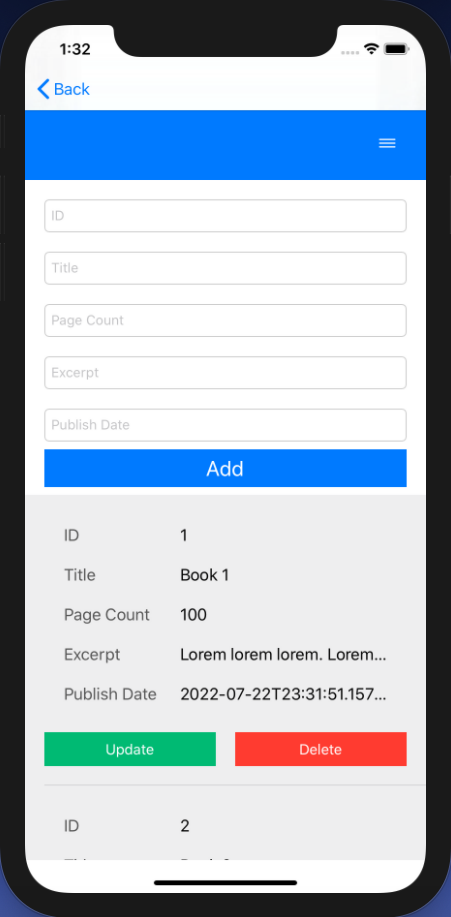 1:32
Back
ID
Title
Page Count
Excerpt
Publish Date
Add
ID 1
Title Book 1
Page Count 100
Excerpt Lorem lorem lorem. Lorem...
Publish Date 2022-07-22T23:31:51.157...
Update Delete
ID 2